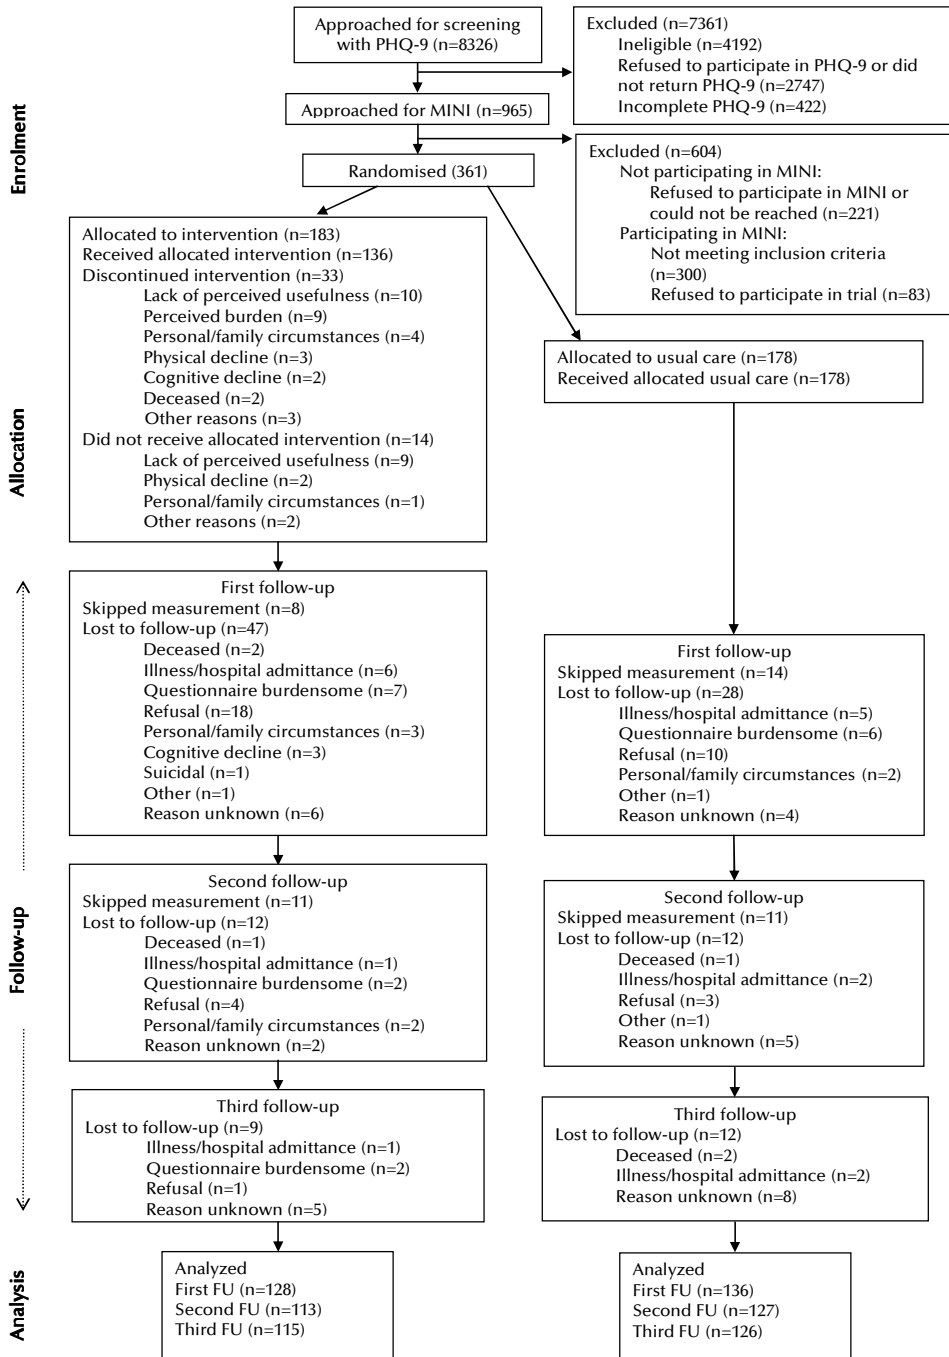 Enrolment
Approached for screening
with PHQ-9 (n=8326)
Excluded (n=7361)
Ineligible (n=4192)
Refused to participate in PHQ-9 or did
not return PHQ-9 (n=2747)
Incomplete PHQ-9 (n=422)
Approached for MINI (n=965)
Excluded (n=604)
Not participating in MINI:
Refused to participate in MINI or
could not be reached (n=221)
Participating in MINI:
Not meeting inclusion criteria
(n=300)
Refused to participate in trial (n=83)
Randomised (361)
Allocation
Allocated to intervention (n=183)
Received allocated intervention (n=136)
Discontinued intervention (n=33)
Lack of perceived usefulness (n=10)
Perceived burden (n=9)
Personal/family circumstances (n=4)
Physical decline (n=3)
Cognitive decline (n=2)
Deceased (n=2)
Other reasons (n=3)
Did not receive allocated intervention (n=14)
Lack of perceived usefulness (n=9)
Physical decline (n=2)
Personal/family circumstances (n=1)
Other reasons (n=2)
Allocated to usual care (n=178)
Received allocated usual care (n=178)
Follow-up
First follow-up
Skipped measurement (n=8)
Lost to follow-up (n=47)
Deceased (n=2)
Illness/hospital admittance (n=6)
Questionnaire burdensome (n=7)
Refusal (n=18)
Personal/family circumstances (n=3)
Cognitive decline (n=3)
Suicidal (n=1)
Other (n=1)
Reason unknown (n=6)
First follow-up
Skipped measurement (n=14)
Lost to follow-up (n=28)
Illness/hospital admittance (n=5)
Questionnaire burdensome (n=6)
Refusal (n=10)
Personal/family circumstances (n=2)
Other (n=1)
Reason unknown (n=4)
Second follow-up
Skipped measurement (n=11)
Lost to follow-up (n=12)
Deceased (n=1)
Illness/hospital admittance (n=1)
Questionnaire burdensome (n=2)
Refusal (n=4)
Personal/family circumstances (n=2)
Reason unknown (n=2)
Second follow-up
Skipped measurement (n=11)
Lost to follow-up (n=12)
Deceased (n=1)
Illness/hospital admittance (n=2)
Refusal (n=3)
Other (n=1)
Reason unknown (n=5)
Third follow-up
Lost to follow-up (n=9)
Illness/hospital admittance (n=1)
Questionnaire burdensome (n=2)
Refusal (n=1)
Reason unknown (n=5)
Third follow-up
Lost to follow-up (n=12)
Deceased (n=2)
Illness/hospital admittance (n=2)
Reason unknown (n=8)
Analysis
Analyzed
First FU (n=128)
Second FU (n=113)
Third FU (n=115)
Analyzed
First FU (n=136)
Second FU (n=127)
Third FU (n=126)